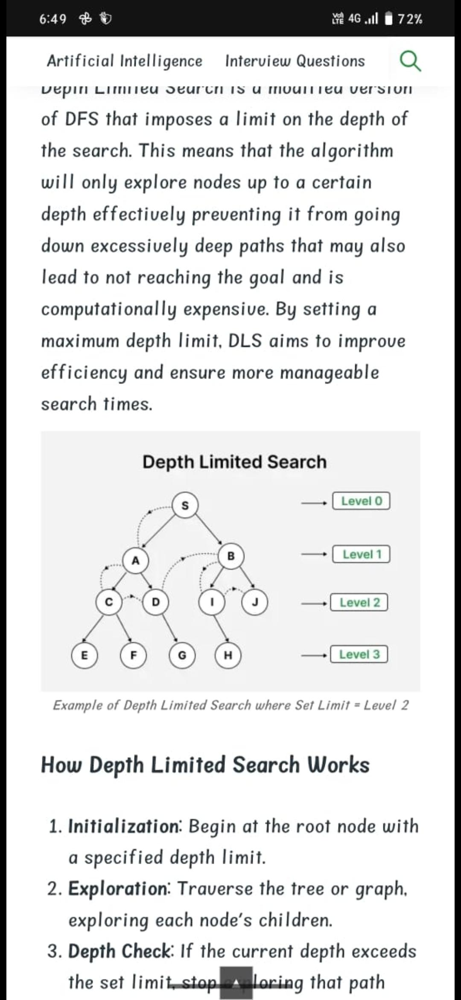 6:49 VoLTE 4G 72%
Artificial Intelligence Interview Questions
Depth Limited Search is a modified version
of DFS that imposes a limit on the depth of
the search. This means that the algorithm
will only explore nodes up to a certain
depth effectively preventing it from going
down excessively deep paths that may also
lead to not reaching the goal and is
computationally expensive. By setting a
maximum depth limit, DLS aims to improve
efficiency and ensure more manageable
search times.
Depth Limited Search
S Level 0
A B Level 1
C D I J Level 2
E F G H Level 3
Example of Depth Limited Search where Set Limit = Level 2
How Depth Limited Search Works
1. Initialization: Begin at the root node with
a specified depth limit.
2. Exploration: Traverse the tree or graph,
exploring each node's children.
3. Depth Check: If the current depth exceeds
the set limit, stop exploring that path